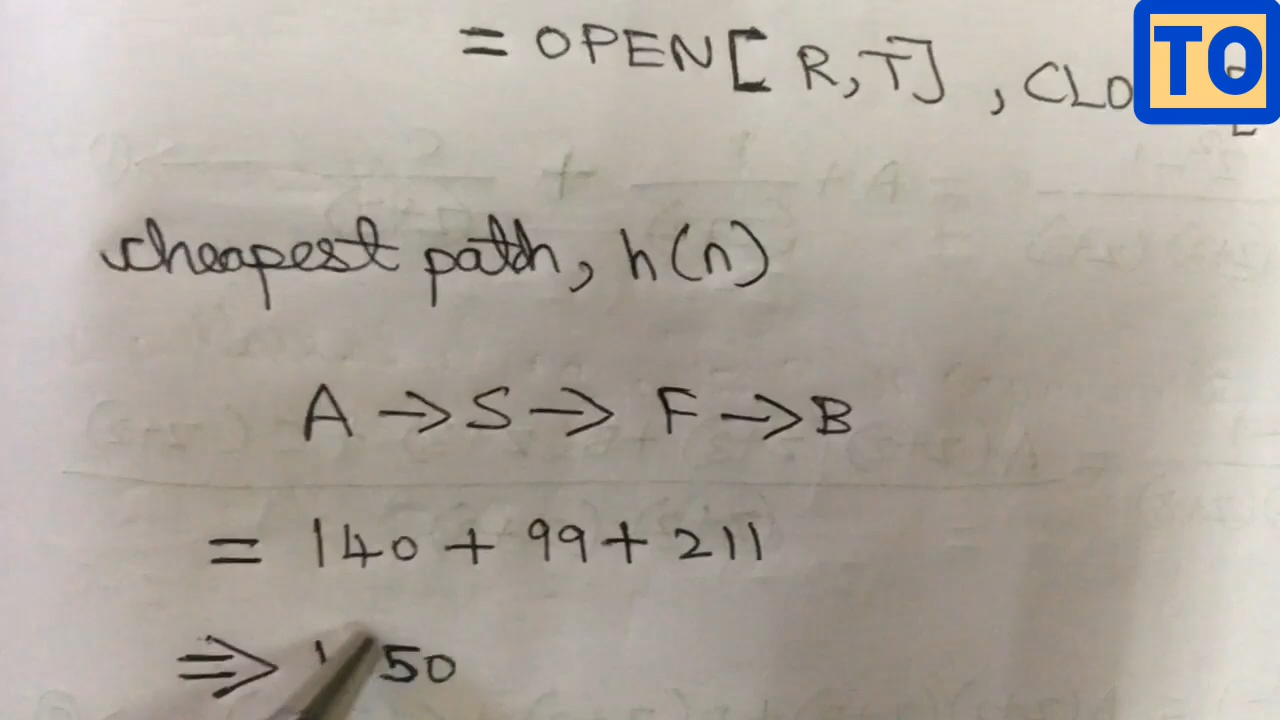 = OPEN[R,T], CLO
TO
cheapest path, h(n)
A → S → F → B
= 140 + 99 + 211
⇒ 50